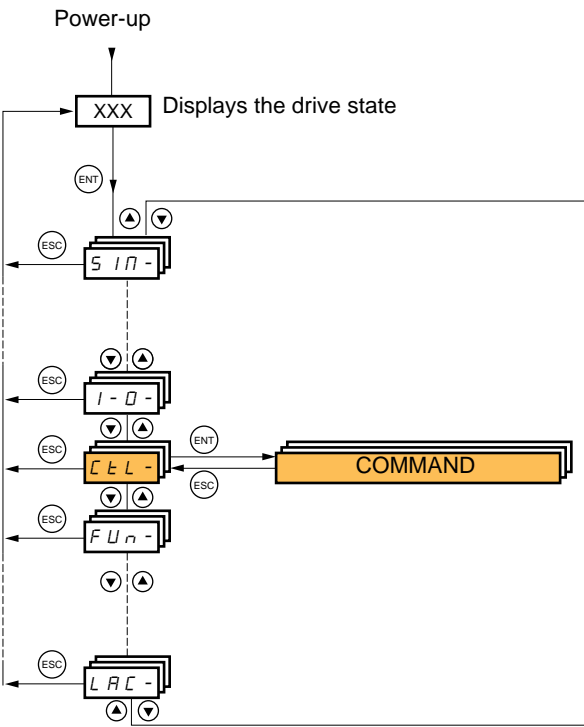 Power-up
XXX Displays the drive state
ENT
ESC
SIM-
ESC
I-O-
ESC
ENT
CtL-
COMMAND
ESC
ESC
FUn-
ESC
LAC-